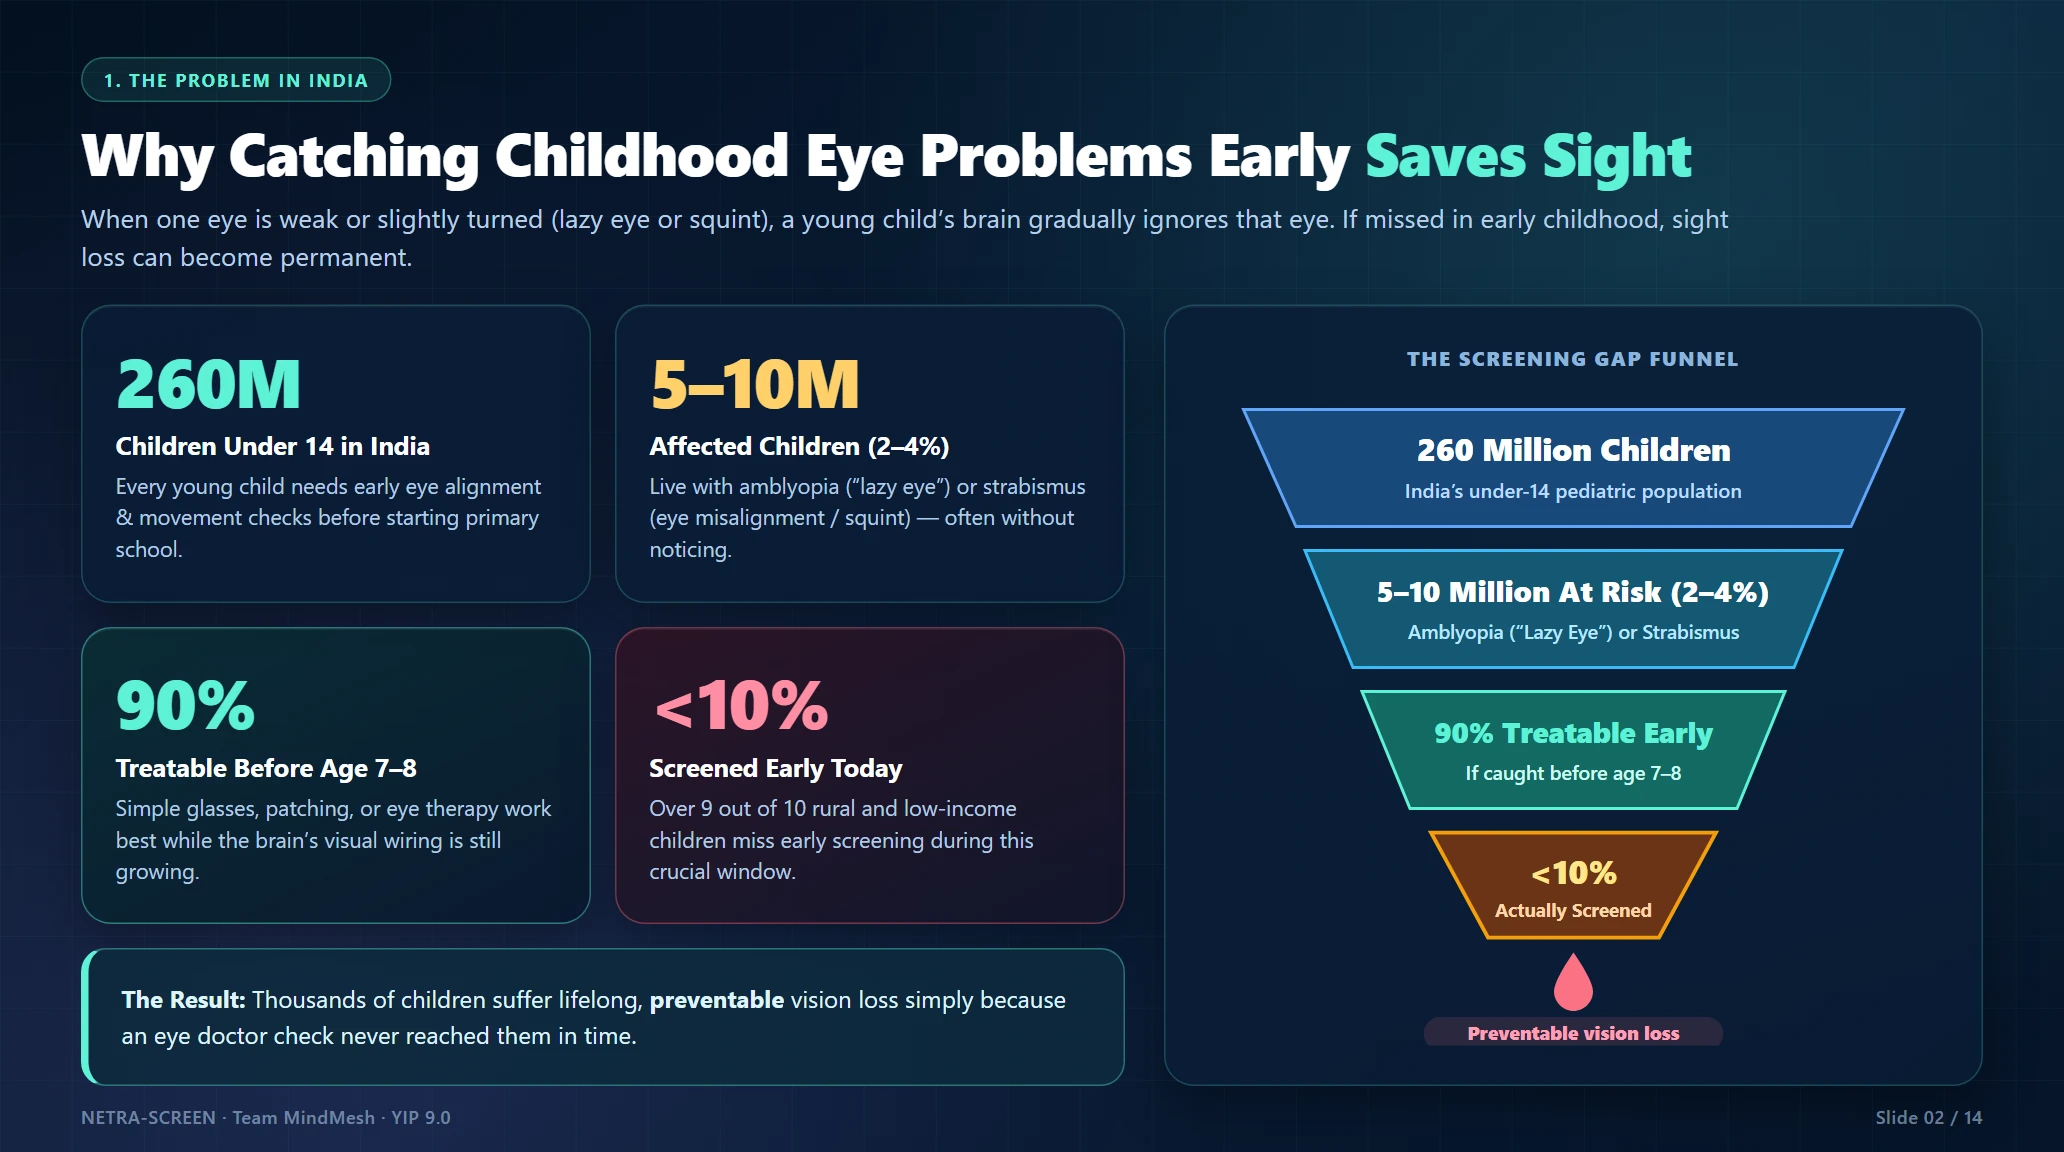 1. THE PROBLEM IN INDIA
Why Catching Childhood Eye Problems Early Saves Sight
When one eye is weak or slightly turned (lazy eye or squint), a young child’s brain gradually ignores that eye. If missed in early childhood, sight
loss can become permanent.
260M
Children Under 14 in India
Every young child needs early eye alignment
& movement checks before starting primary
school.
5–10M
Affected Children (2–4%)
Live with amblyopia (“lazy eye”) or strabismus
(eye misalignment / squint) — often without
noticing.
90%
Treatable Before Age 7–8
Simple glasses, patching, or eye therapy work
best while the brain’s visual wiring is still
growing.
<10%
Screened Early Today
Over 9 out of 10 rural and low-income
children miss early screening during this
crucial window.
The Result: Thousands of children suffer lifelong, preventable vision loss simply because
an eye doctor check never reached them in time.
THE SCREENING GAP FUNNEL
260 Million Children
India’s under-14 pediatric population
5–10 Million At Risk (2–4%)
Amblyopia (“Lazy Eye”) or Strabismus
90% Treatable Early
If caught before age 7–8
<10%
Actually Screened
Preventable vision loss
NETRA-SCREEN · Team MindMesh · YIP 9.0
Slide 02 / 14